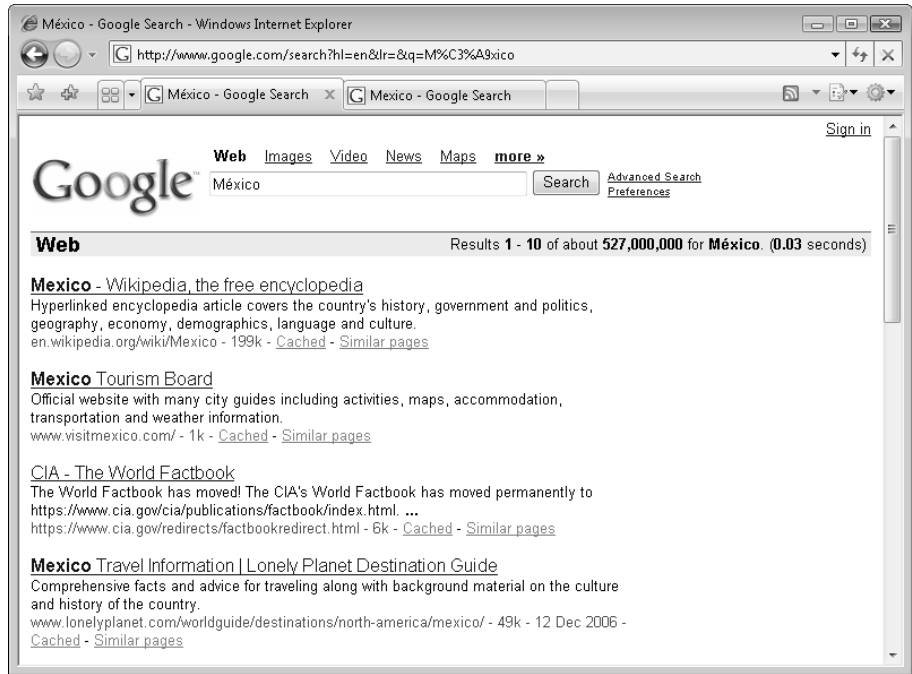 México - Google Search - Windows Internet Explorer
http://www.google.com/search?hl=en&lr=&q=M%C3%A9xico
México - Google Search
Mexico - Google Search
Sign in
Google™
Web Images Video News Maps more »
México
Search
Advanced Search
Preferences
Web
Results 1 - 10 of about 527,000,000 for México. (0.03 seconds)
Mexico - Wikipedia, the free encyclopedia
Hyperlinked encyclopedia article covers the country's history, government and politics,
geography, economy, demographics, language and culture.
en.wikipedia.org/wiki/Mexico - 199k - Cached - Similar pages
Mexico Tourism Board
Official website with many city guides including activities, maps, accommodation,
transportation and weather information.
www.visitmexico.com/ - 1k - Cached - Similar pages
CIA - The World Factbook
The World Factbook has moved! The CIA's World Factbook has moved permanently to
https://www.cia.gov/cia/publications/factbook/index.html. ...
https://www.cia.gov/redirects/factbookredirect.html - 6k - Cached - Similar pages
Mexico Travel Information | Lonely Planet Destination Guide
Comprehensive facts and advice for traveling along with background material on the culture
and history of the country.
www.lonelyplanet.com/worldguide/destinations/north-america/mexico/ - 49k - 12 Dec 2006 -
Cached - Similar pages